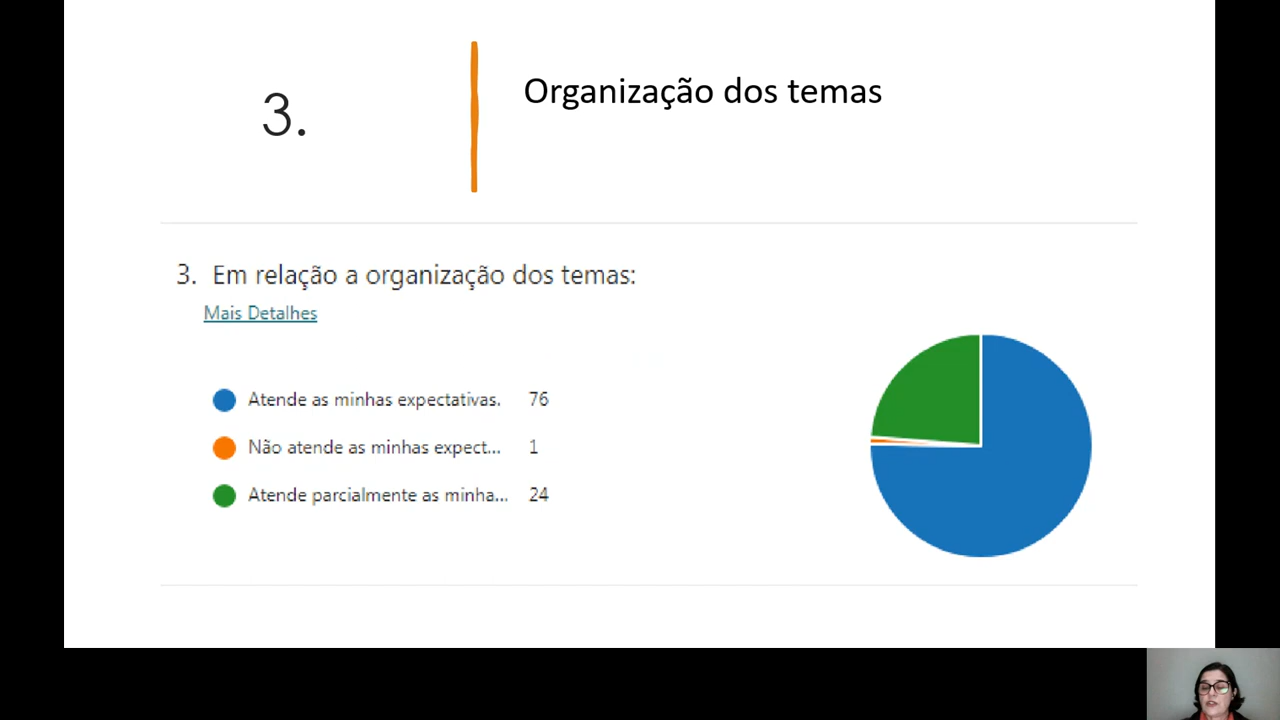 3.
Organização dos temas
3. Em relação a organização dos temas:
Mais Detalhes
Atende as minhas expectativas. 76
Não atende as minhas expect... 1
Atende parcialmente as minha... 24